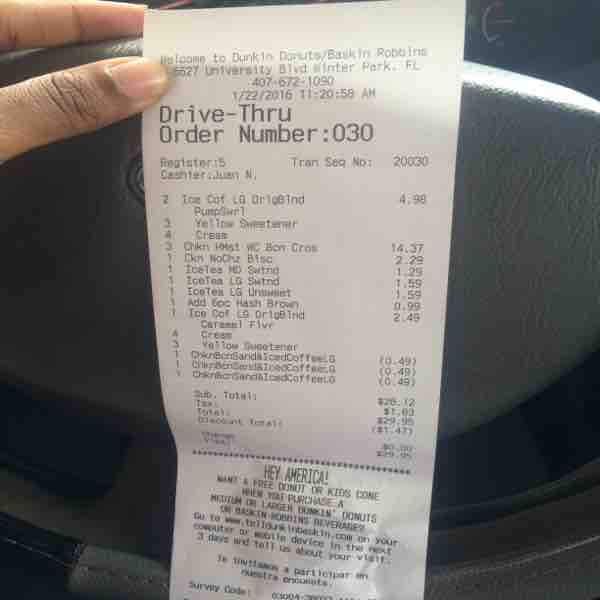 Welcome to Dunkin Donuts/Baskin Robbins
6627 University Blvd Winter Park, FL
407-672-1090
1/22/2016 11:20:58 AM
Drive-Thru
Order Number:030
Register:5 Tran Seq No: 20030
Cashier:Juan N.
2 Ice Cof LG OrigBlnd 4.98
PumpSwrl
3 Yellow Sweetener
4 Cream
3 Chkn HMst WC Bcn Cros 14.37
1 Ckn NoChz Bisc 2.29
1 IceTea MD Swtnd 1.29
1 IceTea LG Swtnd 1.59
1 IceTea LG Unsweet 1.59
1 Add 6pc Hash Brown 0.99
1 Ice Cof LG OrigBlnd 2.49
Caramel Flvr
4 Cream
3 Yellow Sweetener
1 ChknBcnSand&IcedCoffeeLG (0.49)
1 ChknBcnSand&IcedCoffeeLG (0.49)
1 ChknBcnSand&IcedCoffeeLG (0.49)
Sub. Total: $28.12
Tax: $1.83
Total: $29.95
Discount Total: ($1.47)
Change $0.00
Visa: $29.95
HEY AMERICA!
WANT A FREE DONUT OR KIDS CONE
WHEN YOU PURCHASE A
MEDIUM OR LARGER DUNKIN' DONUTS
OR BASKIN-ROBBINS BEVERAGE?
Go to www.telldunkinbaskin.com on your
computer or mobile device in the next
3 days and tell us about your visit.
Te invitamos a participar en
nuestra encuesta.
Survey Code: